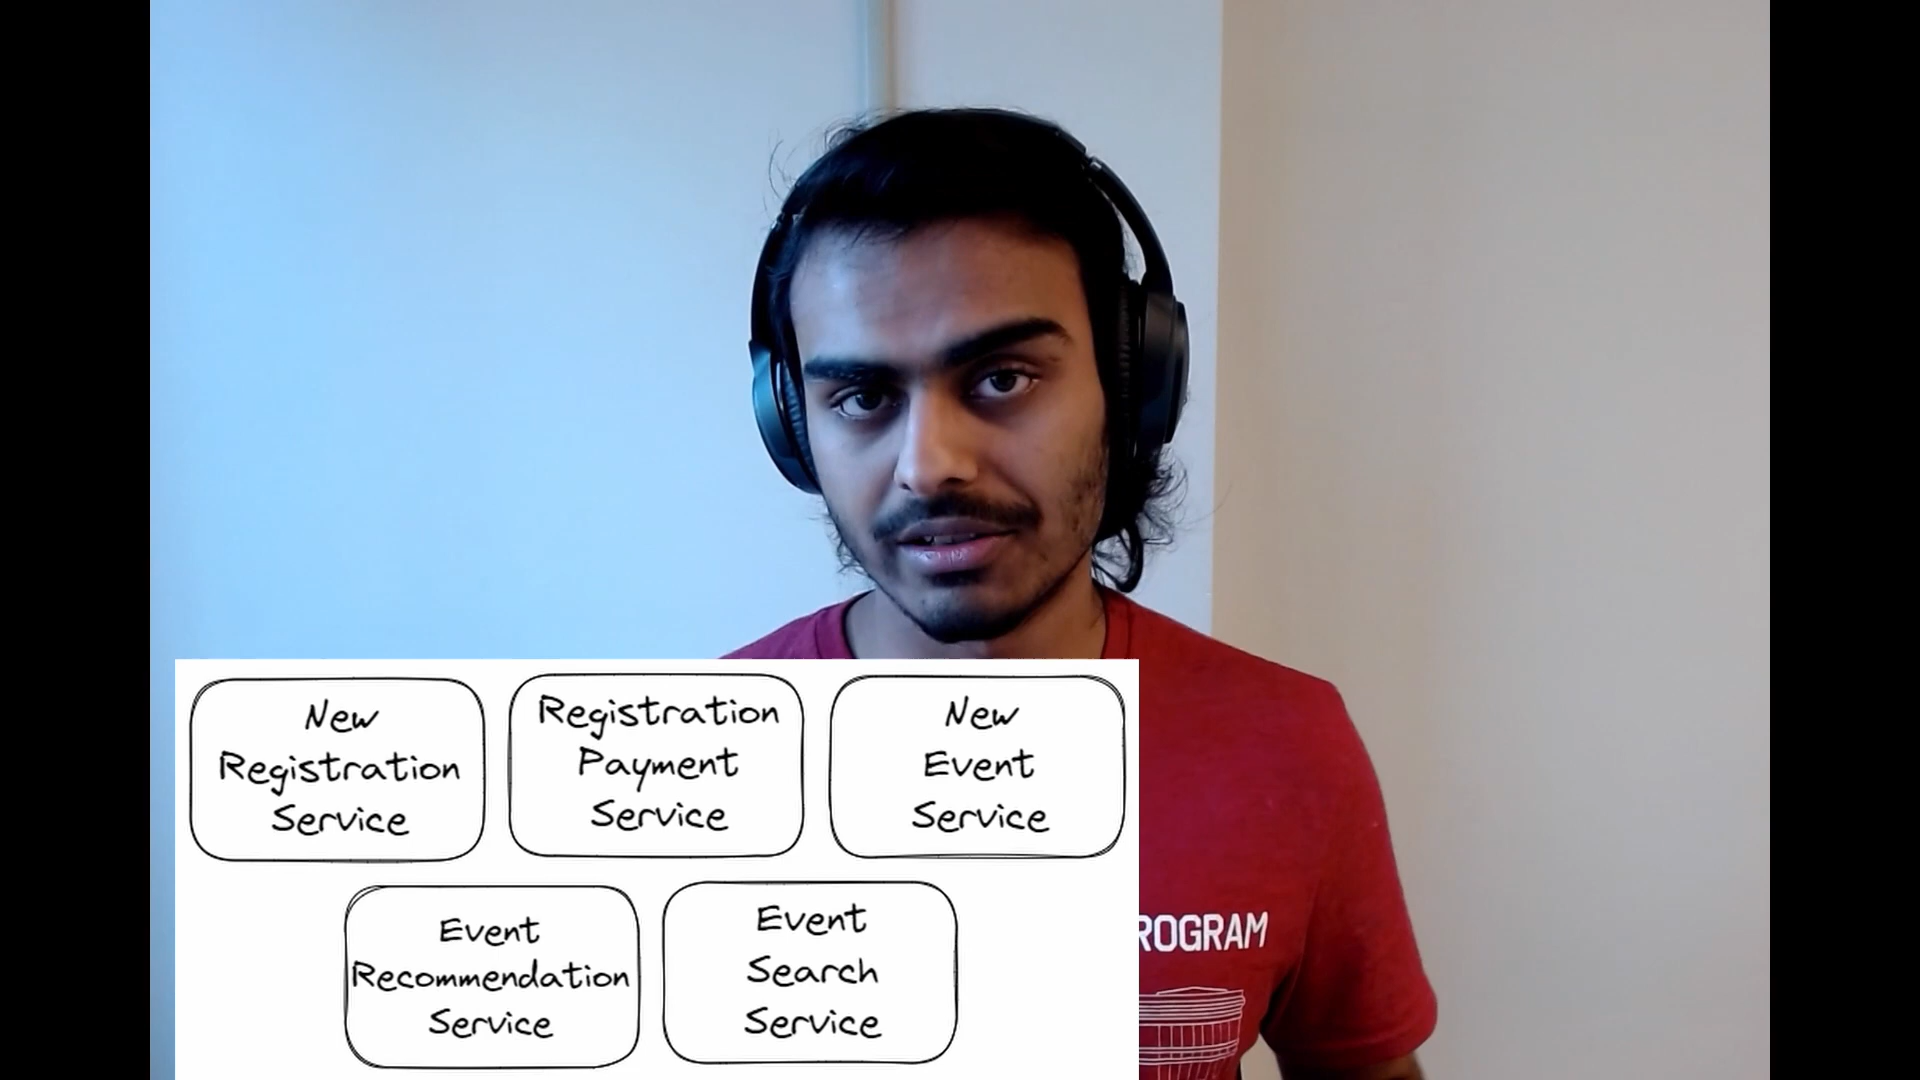 New
Registration
Service
Registration
Payment
Service
New
Event
Service
Event
Recommendation
Service
Event
Search
Service
ROGRAM